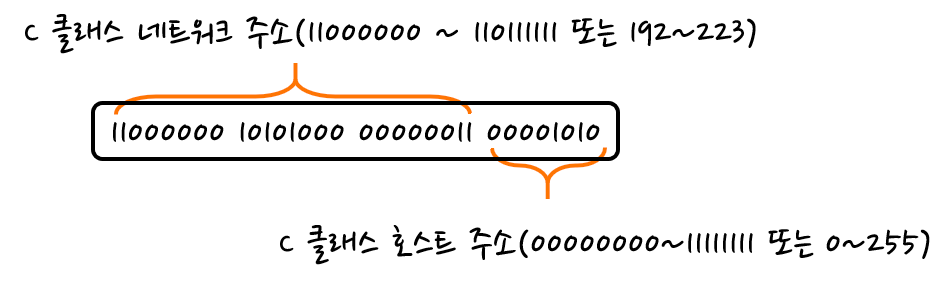 C 클래스 네트워크 주소(11000000 ~ 110111111 또는 192~223)
11000000 10101000 00000011 00001010
C 클래스 호스트 주소(00000000~11111111 또는 0~255)